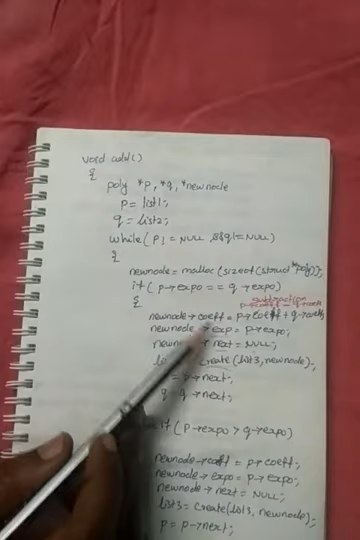 void add()
{
poly *p, *q, *newnode
p = list1;
q = list2;
while( p! = NULL && q! = NULL)
{
newnode = malloc (sizeof(struct poly));
if( p→expo == q→expo)
subtraction
{
p→coeff - q→coeff
newnode→coeff = p→coeff + q→coeff;
newnode→exp = p→expo;
next = NULL;
create(list3, newnode);
p→next;
q = q→next;
if( p→expo > q→expo)
newnode→coeff = p→coeff;
newnode→expo = p→expo;
newnode→next = NULL;
list3 = create(list3, newnode);
p = p→next;